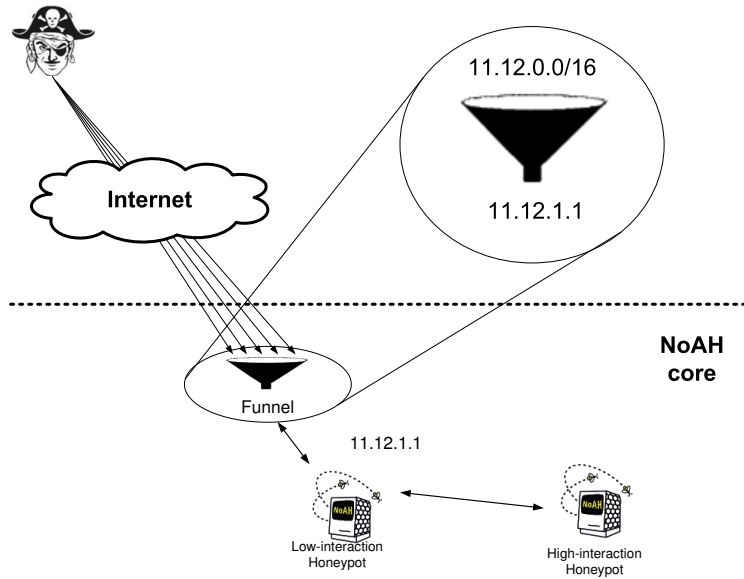 11.12.0.0/16
11.12.1.1
Internet
NoAH
core
Funnel
11.12.1.1
NoAH
NoAH
Low-interaction
Honeypot
High-interaction
Honeypot